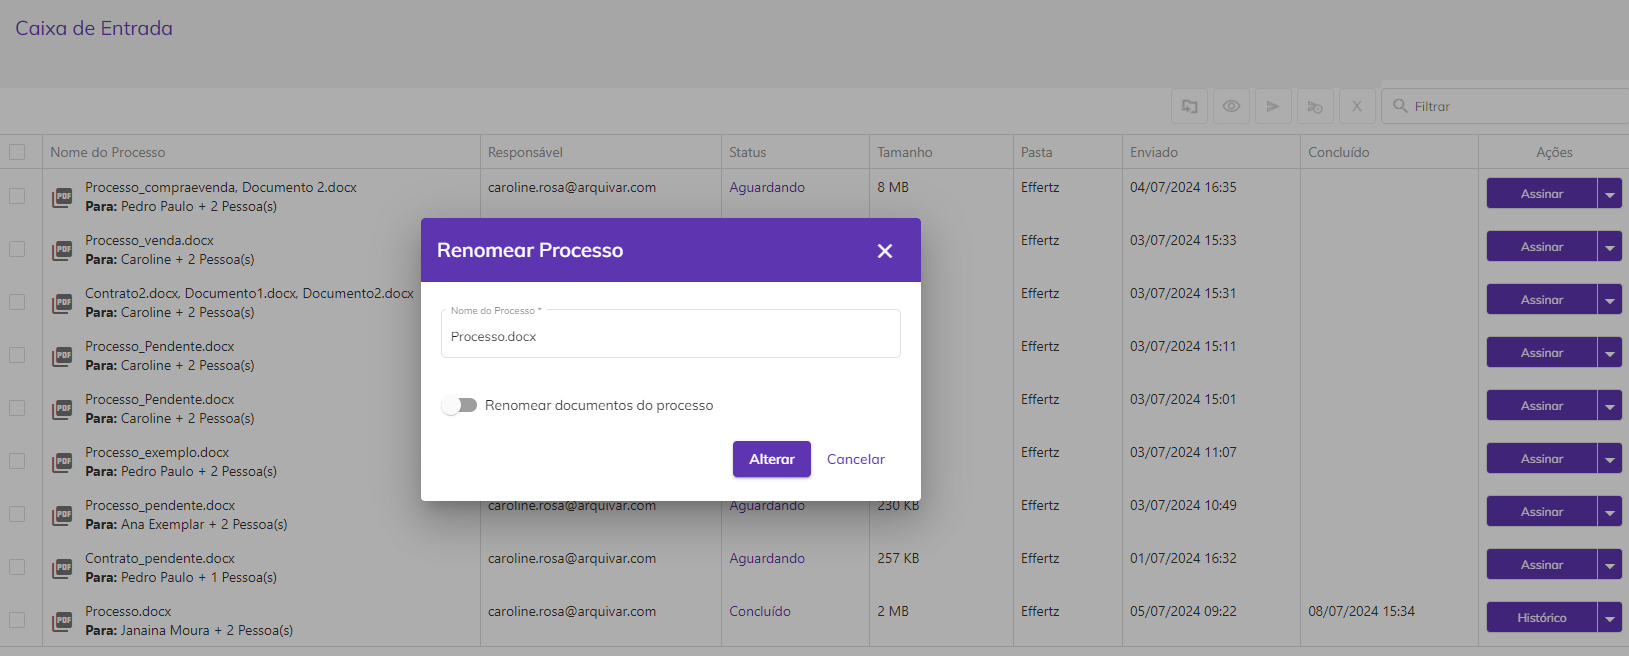 Caixa de Entrada
X
Filtrar
Nome do Processo Responsável Status Tamanho Pasta Enviado Concluído Ações
Processo_compraevenda, Documento 2.docx caroline.rosa@arquivar.com Aguardando 8 MB Effertz 04/07/2024 16:35 Assinar
Para: Pedro Paulo + 2 Pessoa(s)
Processo_venda.docx Effertz 03/07/2024 15:33 Assinar
Para: Caroline + 2 Pessoa(s)
Contrato2.docx, Documento1.docx, Documento2.docx Effertz 03/07/2024 15:31 Assinar
Para: Caroline + 2 Pessoa(s)
Processo_Pendente.docx Effertz 03/07/2024 15:11 Assinar
Para: Caroline + 2 Pessoa(s)
Processo_Pendente.docx Effertz 03/07/2024 15:01 Assinar
Para: Caroline + 2 Pessoa(s)
Processo_exemplo.docx Effertz 03/07/2024 11:07 Assinar
Para: Pedro Paulo + 2 Pessoa(s)
Processo_pendente.docx caroline.rosa@arquivar.com Aguardando 230 KB Effertz 03/07/2024 10:49 Assinar
Para: Ana Exemplar + 2 Pessoa(s)
Contrato_pendente.docx caroline.rosa@arquivar.com Aguardando 257 KB Effertz 01/07/2024 16:32 Assinar
Para: Pedro Paulo + 1 Pessoa(s)
Processo.docx caroline.rosa@arquivar.com Concluído 2 MB Effertz 05/07/2024 09:22 08/07/2024 15:34 Histórico
Para: Janaina Moura + 2 Pessoa(s)
PDF
PDF
PDF
PDF
PDF
PDF
PDF
PDF
PDF
Renomear Processo
Nome do Processo *
Processo.docx
Renomear documentos do processo
Alterar Cancelar